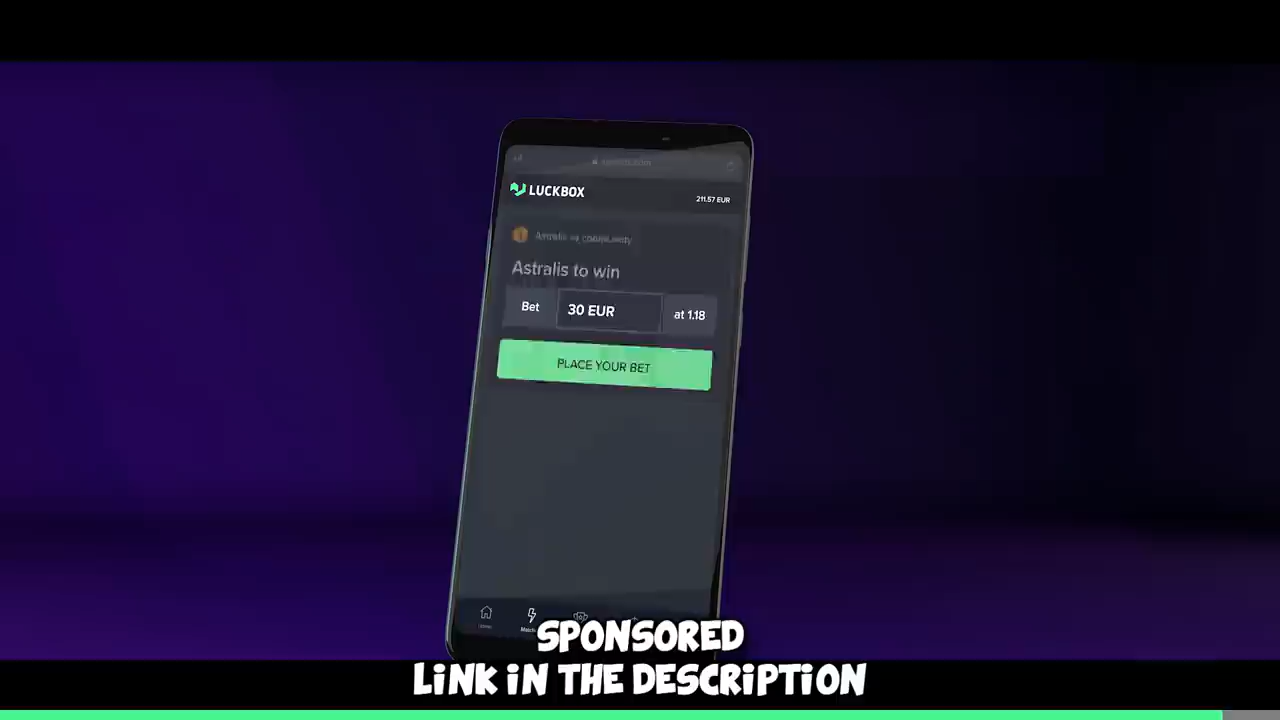 LUCKBOX
211.57 EUR
Astralis to win
Bet
30 EUR
at 1.18
PLACE YOUR BET
SPONSORED
LINK IN THE DESCRIPTION